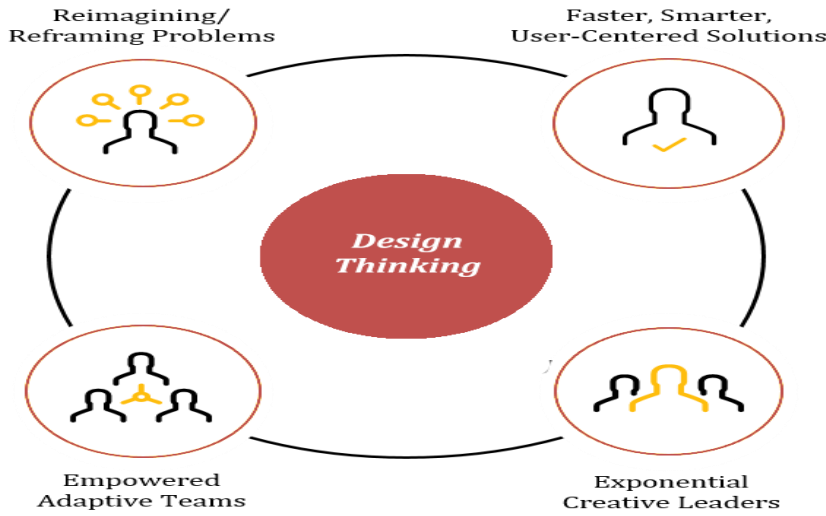 Reimagining/
Reframing Problems
Faster, Smarter,
User-Centered Solutions
Design
Thinking
Empowered
Adaptive Teams
Exponential
Creative Leaders